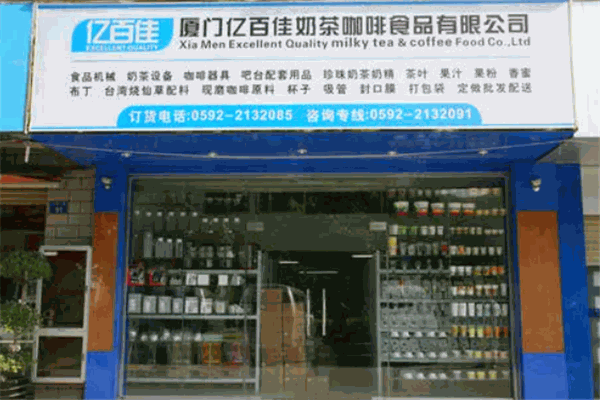 亿百佳
EXCELLENT QUALITY
厦门亿百佳奶茶咖啡食品有限公司
Xia Men Excellent Quality milky tea & coffee Food Co.,Ltd
食品机械 奶茶设备 咖啡器具 吧台配套用品 珍珠奶茶奶精 茶叶 果汁 果粉 香蜜
布丁 台湾烧仙草配料 现磨咖啡原料 杯子 吸管 封口膜 打包袋 定做批发配送
订货电话:0592-2132085 咨询专线:0592-2132091